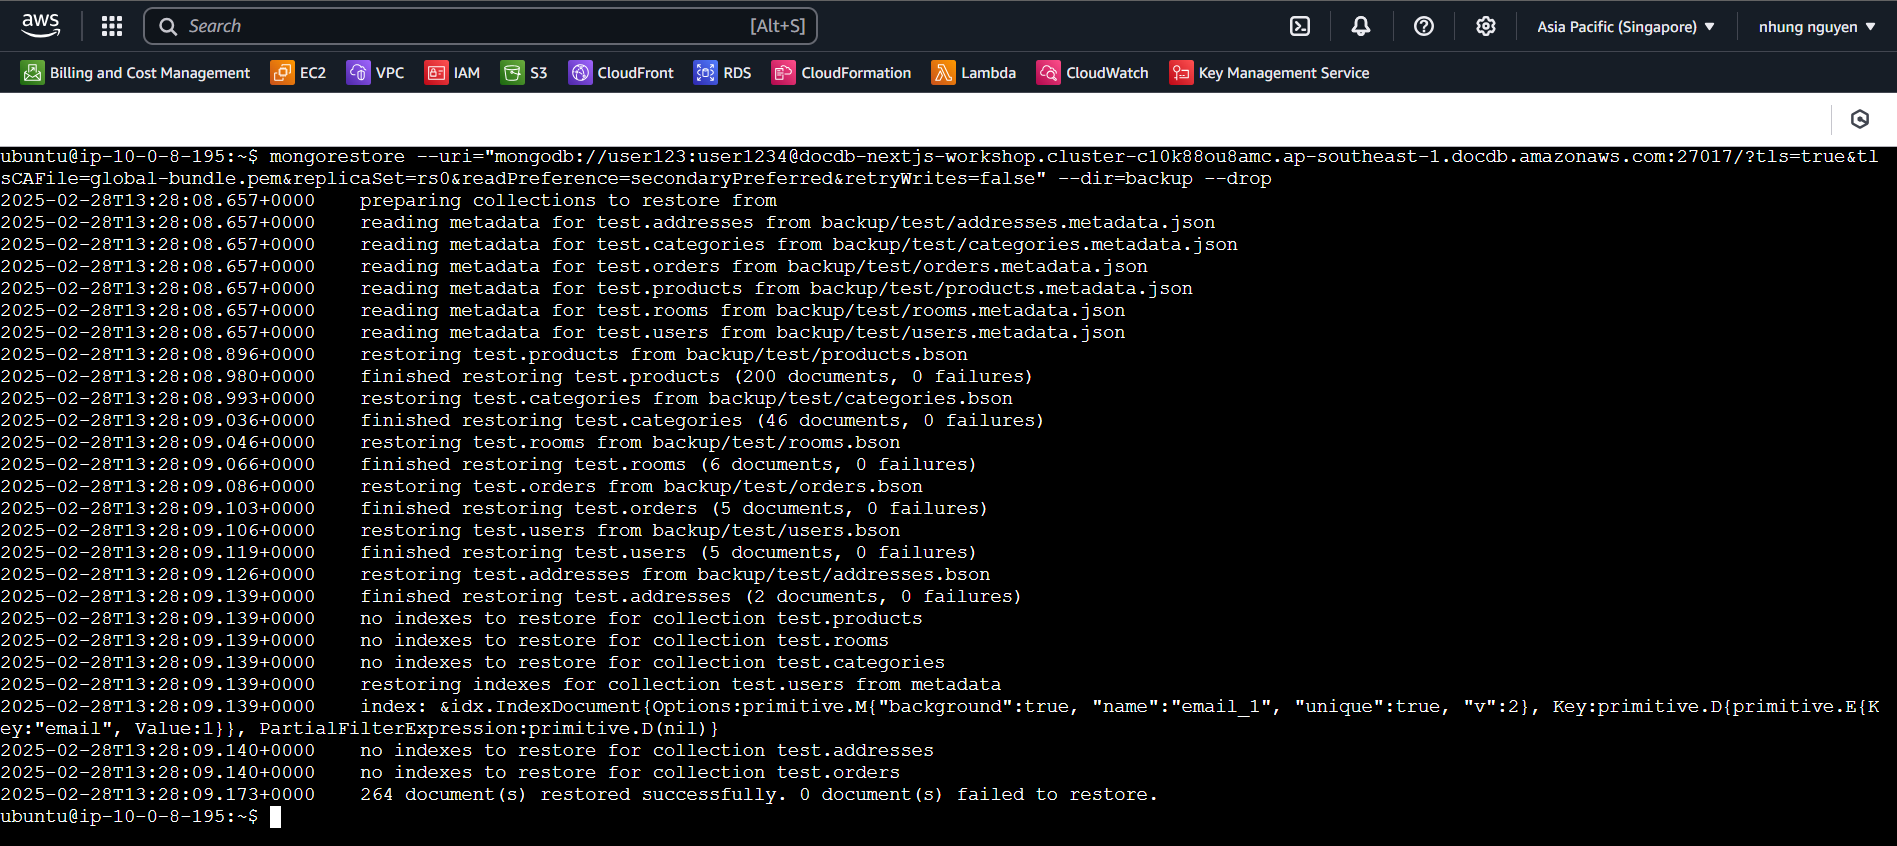 aws
Search [Alt+S] Asia Pacific (Singapore) nhung nguyen
Billing and Cost Management EC2 VPC IAM S3 CloudFront RDS CloudFormation Lambda CloudWatch Key Management Service
ubuntu@ip-10-0-8-195:~$ mongorestore --uri="mongodb://user123:user1234@docdb-nextjs-workshop.cluster-c10k88ou8amc.ap-southeast-1.docdb.amazonaws.com:27017/?tls=true&tl
sCAFile=global-bundle.pem&replicaSet=rs0&readPreference=secondaryPreferred&retryWrites=false" --dir=backup --drop
2025-02-28T13:28:08.657+0000    preparing collections to restore from
2025-02-28T13:28:08.657+0000    reading metadata for test.addresses from backup/test/addresses.metadata.json
2025-02-28T13:28:08.657+0000    reading metadata for test.categories from backup/test/categories.metadata.json
2025-02-28T13:28:08.657+0000    reading metadata for test.orders from backup/test/orders.metadata.json
2025-02-28T13:28:08.657+0000    reading metadata for test.products from backup/test/products.metadata.json
2025-02-28T13:28:08.657+0000    reading metadata for test.rooms from backup/test/rooms.metadata.json
2025-02-28T13:28:08.657+0000    reading metadata for test.users from backup/test/users.metadata.json
2025-02-28T13:28:08.896+0000    restoring test.products from backup/test/products.bson
2025-02-28T13:28:08.980+0000    finished restoring test.products (200 documents, 0 failures)
2025-02-28T13:28:08.993+0000    restoring test.categories from backup/test/categories.bson
2025-02-28T13:28:09.036+0000    finished restoring test.categories (46 documents, 0 failures)
2025-02-28T13:28:09.046+0000    restoring test.rooms from backup/test/rooms.bson
2025-02-28T13:28:09.066+0000    finished restoring test.rooms (6 documents, 0 failures)
2025-02-28T13:28:09.086+0000    restoring test.orders from backup/test/orders.bson
2025-02-28T13:28:09.103+0000    finished restoring test.orders (5 documents, 0 failures)
2025-02-28T13:28:09.106+0000    restoring test.users from backup/test/users.bson
2025-02-28T13:28:09.119+0000    finished restoring test.users (5 documents, 0 failures)
2025-02-28T13:28:09.126+0000    restoring test.addresses from backup/test/addresses.bson
2025-02-28T13:28:09.139+0000    finished restoring test.addresses (2 documents, 0 failures)
2025-02-28T13:28:09.139+0000    no indexes to restore for collection test.products
2025-02-28T13:28:09.139+0000    no indexes to restore for collection test.rooms
2025-02-28T13:28:09.139+0000    no indexes to restore for collection test.categories
2025-02-28T13:28:09.139+0000    restoring indexes for collection test.users from metadata
2025-02-28T13:28:09.139+0000    index: &idx.IndexDocument{Options:primitive.M{"background":true, "name":"email_1", "unique":true, "v":2}, Key:primitive.D{primitive.E{K
ey:"email", Value:1}}, PartialFilterExpression:primitive.D(nil)}
2025-02-28T13:28:09.140+0000    no indexes to restore for collection test.addresses
2025-02-28T13:28:09.140+0000    no indexes to restore for collection test.orders
2025-02-28T13:28:09.173+0000    264 document(s) restored successfully. 0 document(s) failed to restore.
ubuntu@ip-10-0-8-195:~$